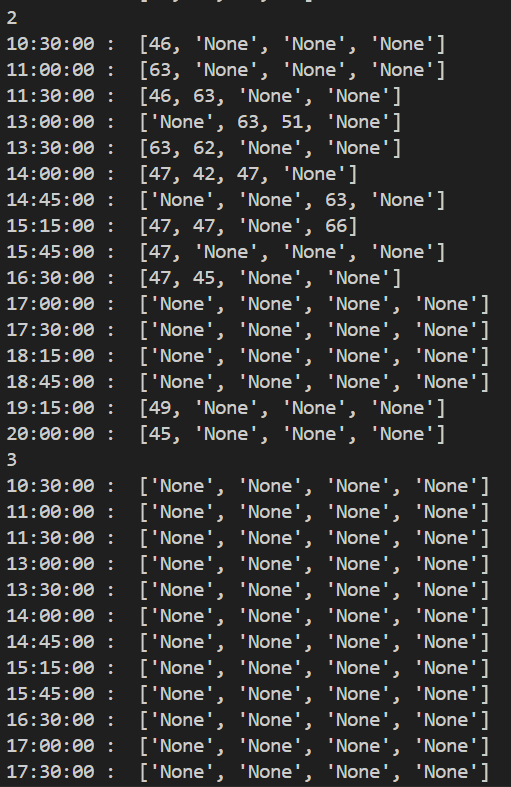 2
10:30:00 :  [46, 'None', 'None', 'None']
11:00:00 :  [63, 'None', 'None', 'None']
11:30:00 :  [46, 63, 'None', 'None']
13:00:00 :  ['None', 63, 51, 'None']
13:30:00 :  [63, 62, 'None', 'None']
14:00:00 :  [47, 42, 47, 'None']
14:45:00 :  ['None', 'None', 63, 'None']
15:15:00 :  [47, 47, 'None', 66]
15:45:00 :  [47, 'None', 'None', 'None']
16:30:00 :  [47, 45, 'None', 'None']
17:00:00 :  ['None', 'None', 'None', 'None']
17:30:00 :  ['None', 'None', 'None', 'None']
18:15:00 :  ['None', 'None', 'None', 'None']
18:45:00 :  ['None', 'None', 'None', 'None']
19:15:00 :  [49, 'None', 'None', 'None']
20:00:00 :  [45, 'None', 'None', 'None']
3
10:30:00 :  ['None', 'None', 'None', 'None']
11:00:00 :  ['None', 'None', 'None', 'None']
11:30:00 :  ['None', 'None', 'None', 'None']
13:00:00 :  ['None', 'None', 'None', 'None']
13:30:00 :  ['None', 'None', 'None', 'None']
14:00:00 :  ['None', 'None', 'None', 'None']
14:45:00 :  ['None', 'None', 'None', 'None']
15:15:00 :  ['None', 'None', 'None', 'None']
15:45:00 :  ['None', 'None', 'None', 'None']
16:30:00 :  ['None', 'None', 'None', 'None']
17:00:00 :  ['None', 'None', 'None', 'None']
17:30:00 :  ['None', 'None', 'None', 'None']